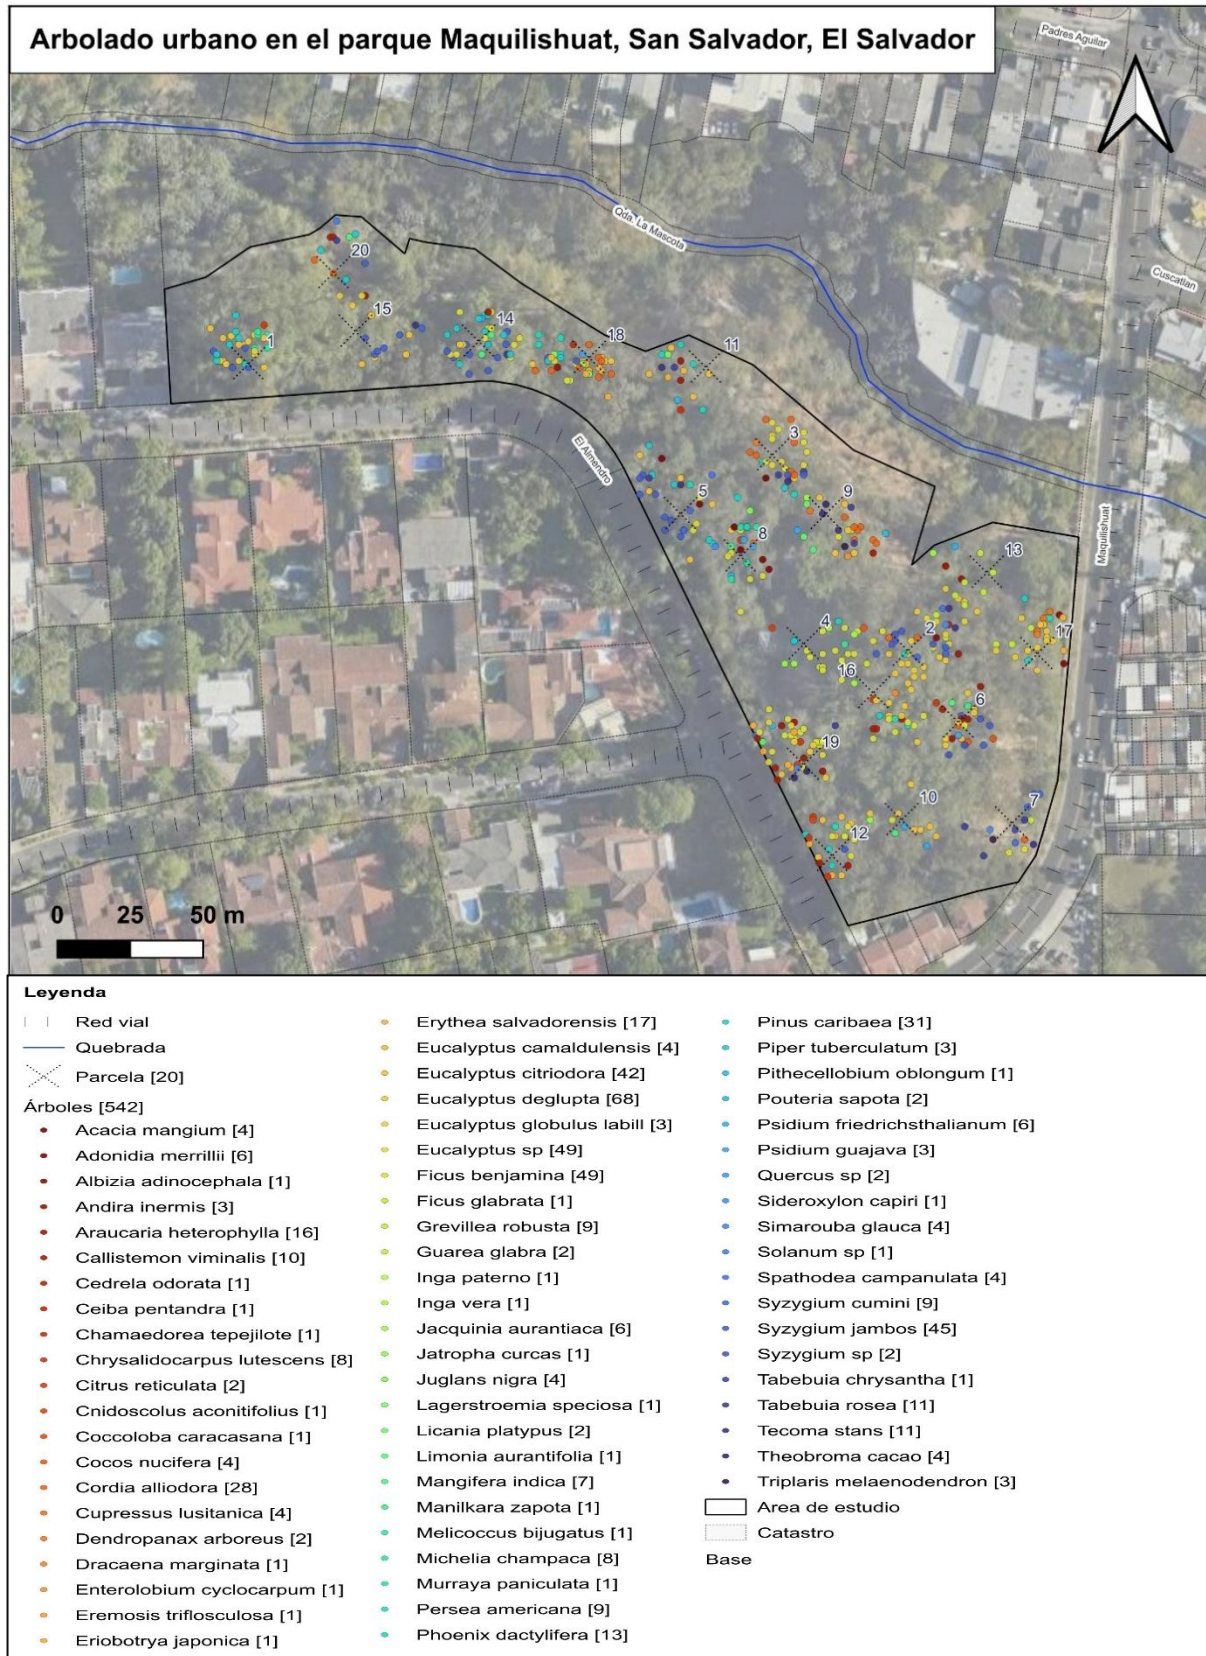 Arbolado urbano en el parque Maquilishuat, San Salvador, El Salvador
Padres Aguilar
Qda. La Mascota
Cuscatlan
20
15
1
14
18
11
El Almendro
3
5
9
8
Maquilishuat
13
4
2
17
16
6
19
10
7
12
0 25 50 m
Leyenda
Red vial
Quebrada
Parcela [20]
Árboles [542]
Acacia mangium [4]
Adonidia merrillii [6]
Albizia adinocephala [1]
Andira inermis [3]
Araucaria heterophylla [16]
Callistemon viminalis [10]
Cedrela odorata [1]
Ceiba pentandra [1]
Chamaedorea tepejilote [1]
Chrysalidocarpus lutescens [8]
Citrus reticulata [2]
Cnidoscolus aconitifolius [1]
Coccoloba caracasana [1]
Cocos nucifera [4]
Cordia alliodora [28]
Cupressus lusitanica [4]
Dendropanax arboreus [2]
Dracaena marginata [1]
Enterolobium cyclocarpum [1]
Eremosis triflosculosa [1]
Eriobotrya japonica [1]
Erythea salvadorensis [17]
Eucalyptus camaldulensis [4]
Eucalyptus citriodora [42]
Eucalyptus deglupta [68]
Eucalyptus globulus labill [3]
Eucalyptus sp [49]
Ficus benjamina [49]
Ficus glabrata [1]
Grevillea robusta [9]
Guarea glabra [2]
Inga paterno [1]
Inga vera [1]
Jacquinia aurantiaca [6]
Jatropha curcas [1]
Juglans nigra [4]
Lagerstroemia speciosa [1]
Licania platypus [2]
Limonia aurantifolia [1]
Mangifera indica [7]
Manilkara zapota [1]
Melicoccus bijugatus [1]
Michelia champaca [8]
Murraya paniculata [1]
Persea americana [9]
Phoenix dactylifera [13]
Pinus caribaea [31]
Piper tuberculatum [3]
Pithecellobium oblongum [1]
Pouteria sapota [2]
Psidium friedrichsthalianum [6]
Psidium guajava [3]
Quercus sp [2]
Sideroxylon capiri [1]
Simarouba glauca [4]
Solanum sp [1]
Spathodea campanulata [4]
Syzygium cumini [9]
Syzygium jambos [45]
Syzygium sp [2]
Tabebuia chrysantha [1]
Tabebuia rosea [11]
Tecoma stans [11]
Theobroma cacao [4]
Triplaris melaenodendron [3]
Area de estudio
Catastro
Base